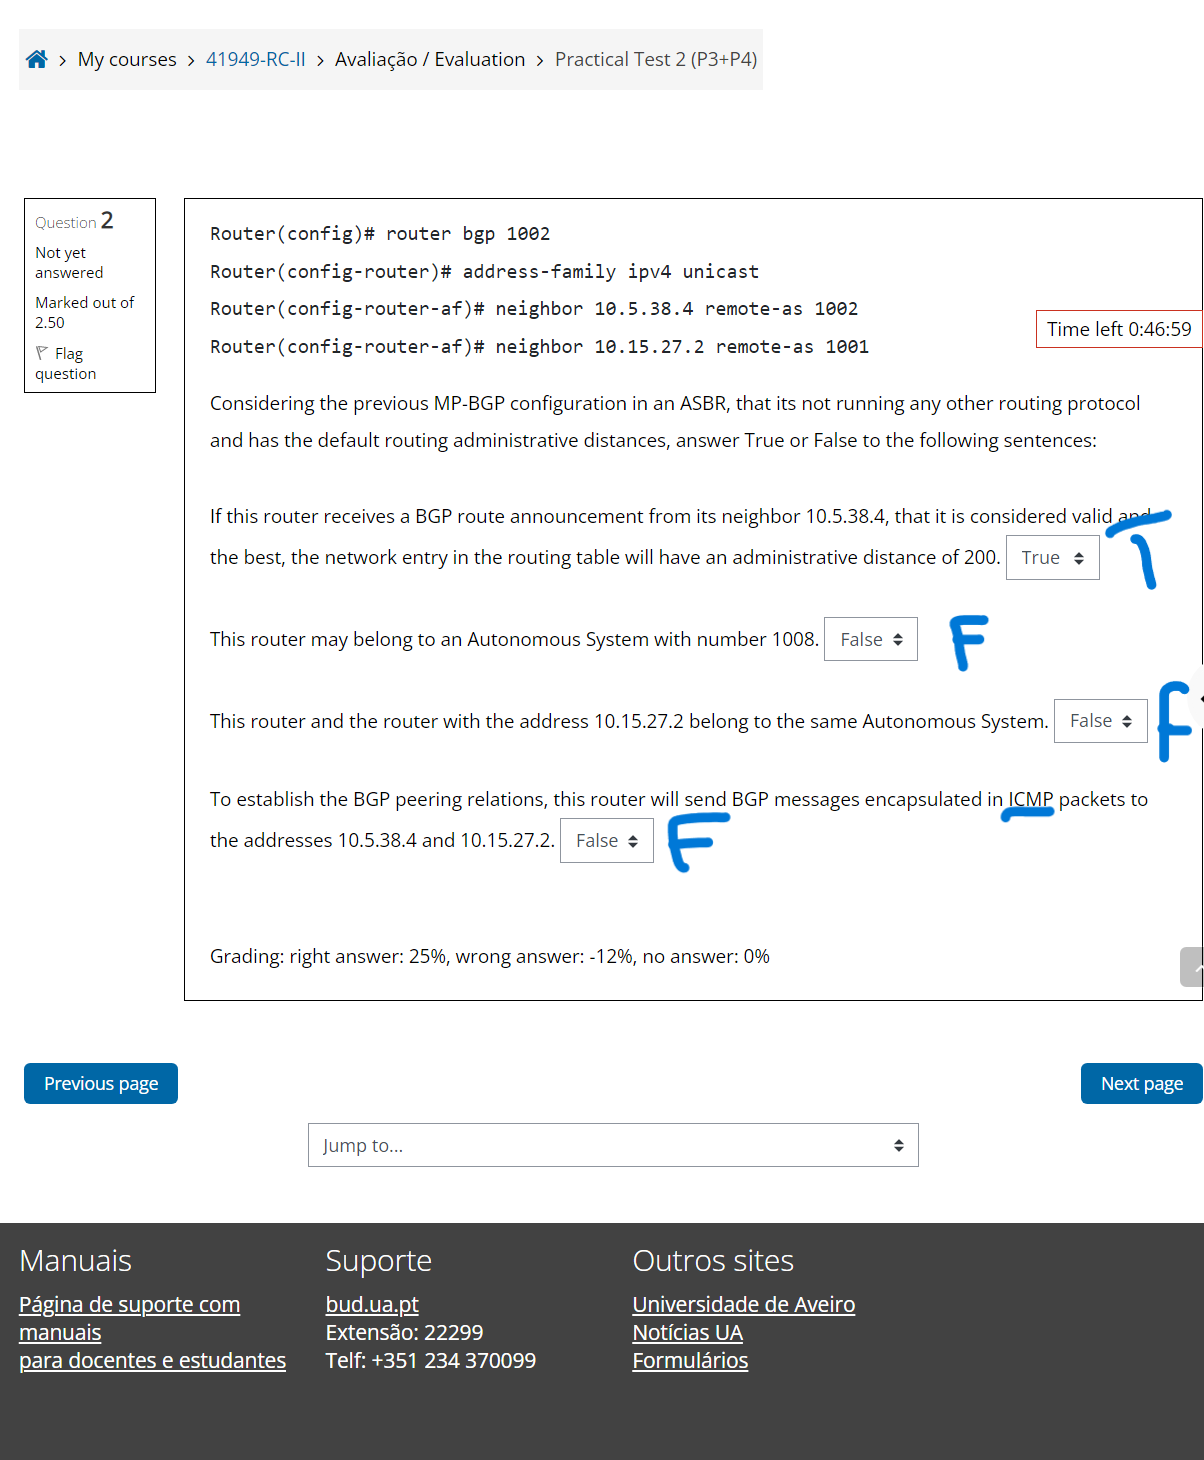 My courses > 41949-RC-II > Avaliação / Evaluation > Practical Test 2 (P3+P4)
Question 2
Not yet
answered
Marked out of
2.50
Flag
question
Router(config)# router bgp 1002
Router(config-router)# address-family ipv4 unicast
Router(config-router-af)# neighbor 10.5.38.4 remote-as 1002
Router(config-router-af)# neighbor 10.15.27.2 remote-as 1001
Time left 0:46:59
Considering the previous MP-BGP configuration in an ASBR, that its not running any other routing protocol
and has the default routing administrative distances, answer True or False to the following sentences:
If this router receives a BGP route announcement from its neighbor 10.5.38.4, that it is considered valid and
the best, the network entry in the routing table will have an administrative distance of 200. True T
This router may belong to an Autonomous System with number 1008. False F
This router and the router with the address 10.15.27.2 belong to the same Autonomous System. False F
To establish the BGP peering relations, this router will send BGP messages encapsulated in ICMP packets to
the addresses 10.5.38.4 and 10.15.27.2. False F
Grading: right answer: 25%, wrong answer: -12%, no answer: 0%
Previous page
Next page
Jump to...
Manuais
Página de suporte com
manuais
para docentes e estudantes
Suporte
bud.ua.pt
Extensão: 22299
Telf: +351 234 370099
Outros sites
Universidade de Aveiro
Notícias UA
Formulários